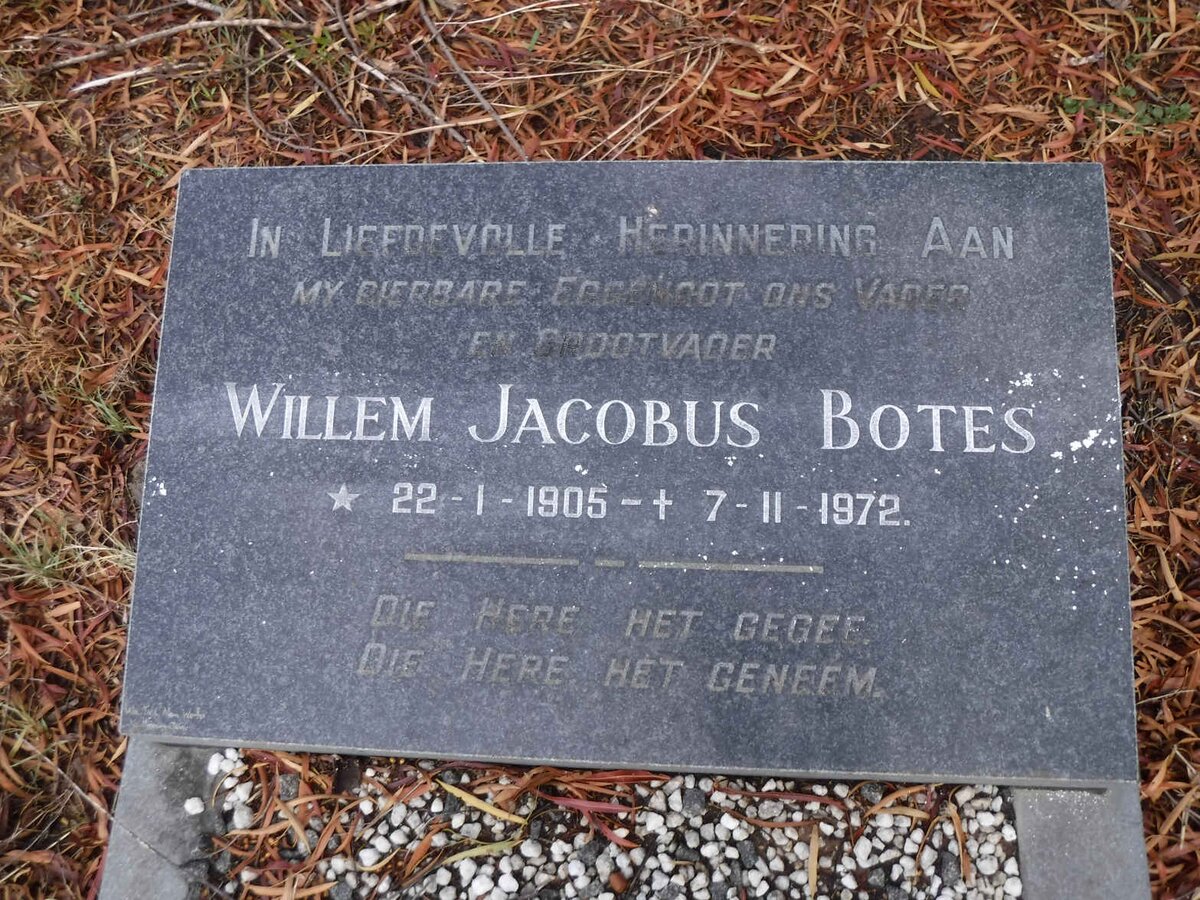 IN LIEFDEVOLLE HERINNERING AAN
MY DIERBARE EGGENOOT ONS VADER
EN GROOTVADER
WILLEM JACOBUS BOTES
★ 22-1-1905-✝ 7-11-1972.
DIE HERE HET GEGEE.
DIE HERE HET GENEEM.